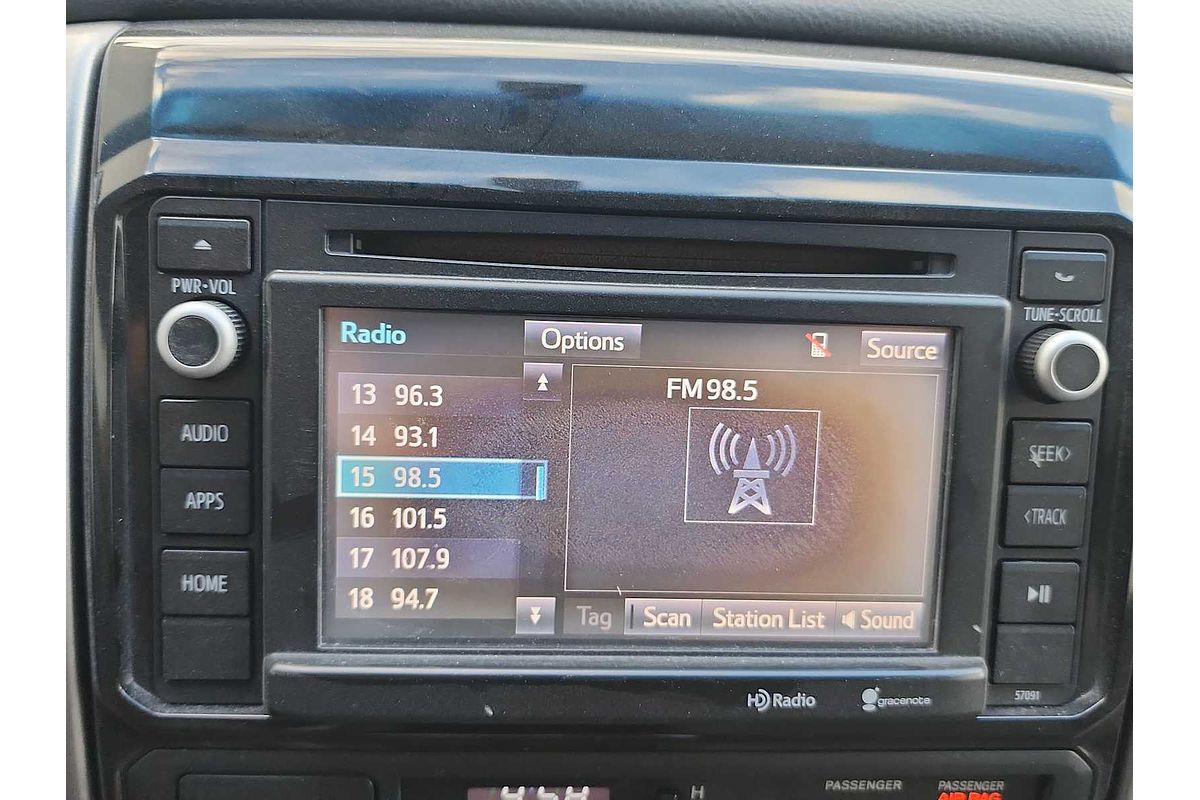 PWR•VOL
AUDIO
APPS
HOME
Radio
Options
Source
13 96.3
14 93.1
15 98.5
16 101.5
17 107.9
18 94.7
FM 98.5
Tag
Scan
Station List
Sound
TUNE•SCROLL
SEEK>
<TRACK
57091
HD Radio
gracenote
4:58
H
PASSENGER
PASSENGER
AIR BAG